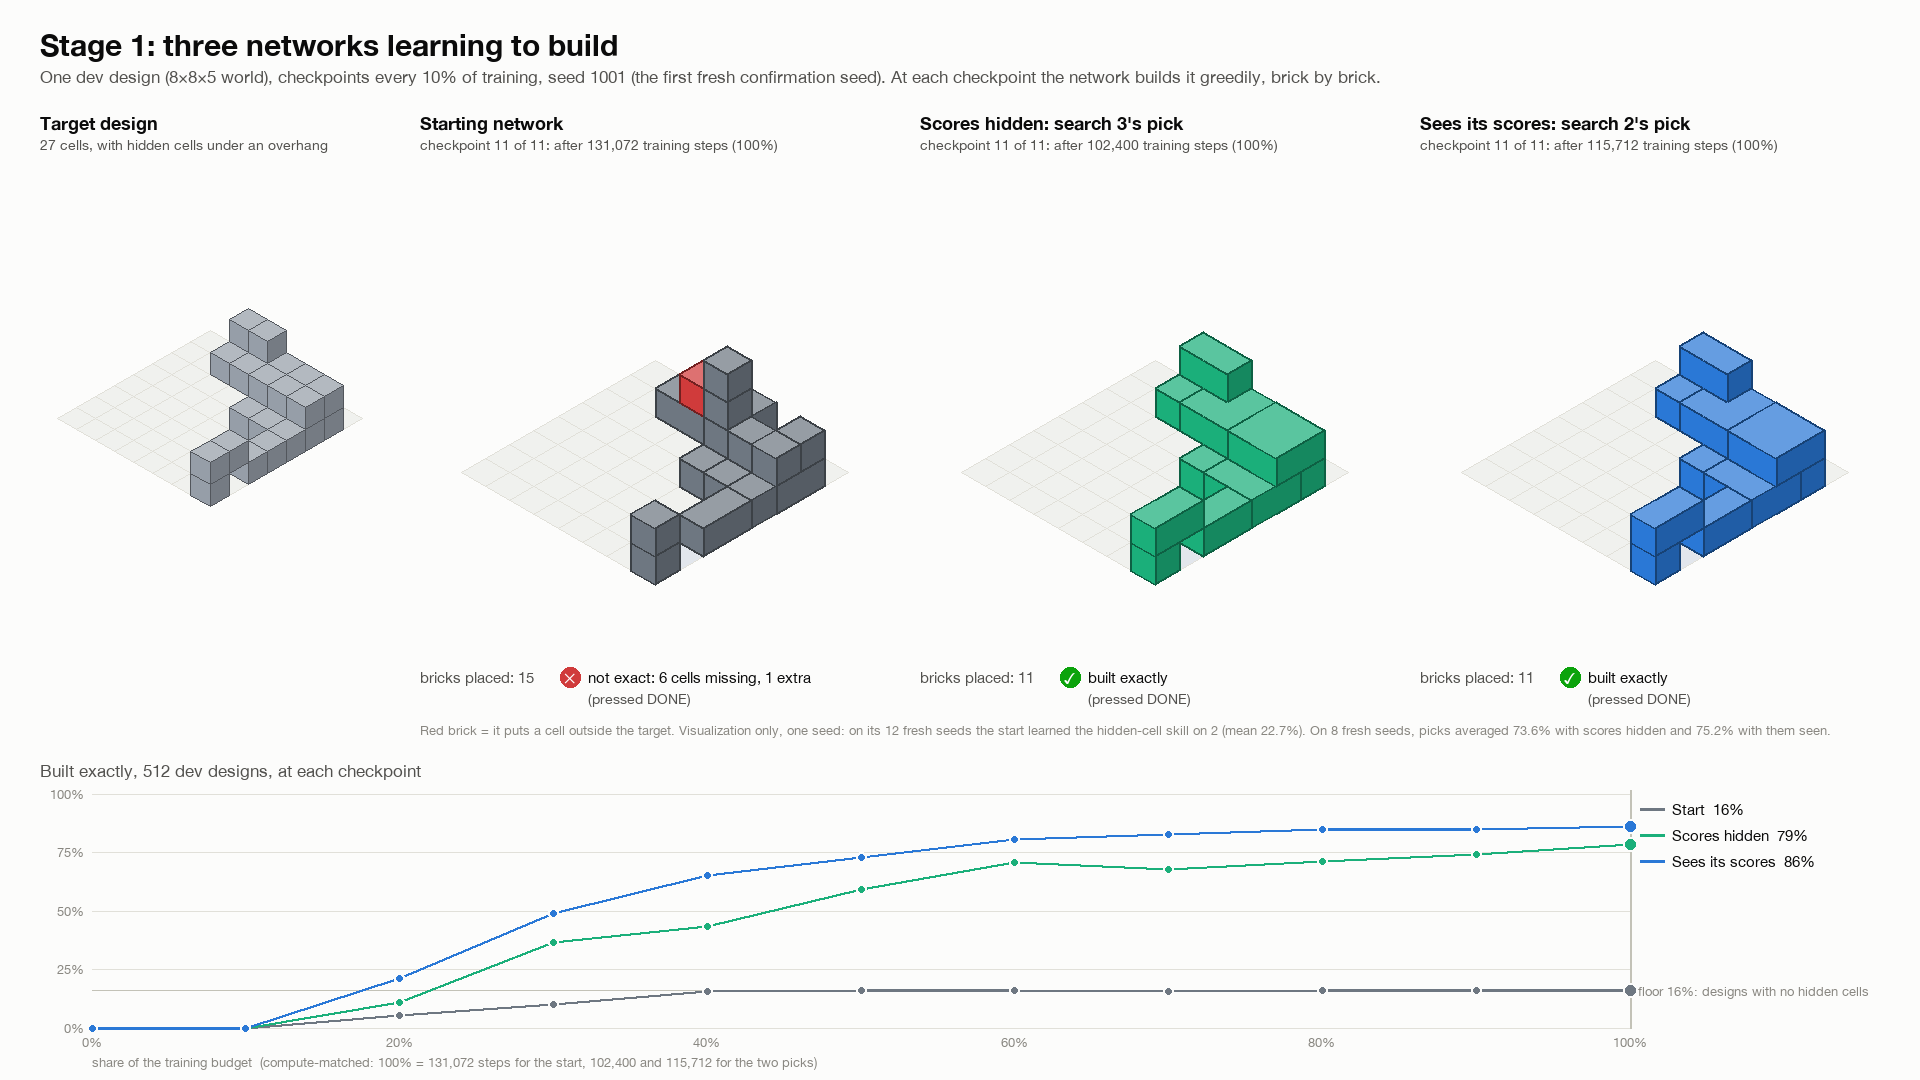 Stage 1: three networks learning to build
One dev design (8×8×5 world), checkpoints every 10% of training, seed 1001 (the first fresh confirmation seed). At each checkpoint the network builds it greedily, brick by brick.
Target design
27 cells, with hidden cells under an overhang
Starting network
checkpoint 11 of 11: after 131,072 training steps (100%)
Scores hidden: search 3's pick
checkpoint 11 of 11: after 102,400 training steps (100%)
Sees its scores: search 2's pick
checkpoint 11 of 11: after 115,712 training steps (100%)
bricks placed: 15
not exact: 6 cells missing, 1 extra
(pressed DONE)
bricks placed: 11
built exactly
(pressed DONE)
bricks placed: 11
built exactly
(pressed DONE)
Red brick = it puts a cell outside the target. Visualization only, one seed: on its 12 fresh seeds the start learned the hidden-cell skill on 2 (mean 22.7%). On 8 fresh seeds, picks averaged 73.6% with scores hidden and 75.2% with them seen.
Built exactly, 512 dev designs, at each checkpoint
100%
75%
50%
25%
0%
Start 16%
Scores hidden 79%
Sees its scores 86%
floor 16%: designs with no hidden cells
0%
20%
40%
60%
80%
100%
share of the training budget (compute-matched: 100% = 131,072 steps for the start, 102,400 and 115,712 for the two picks)